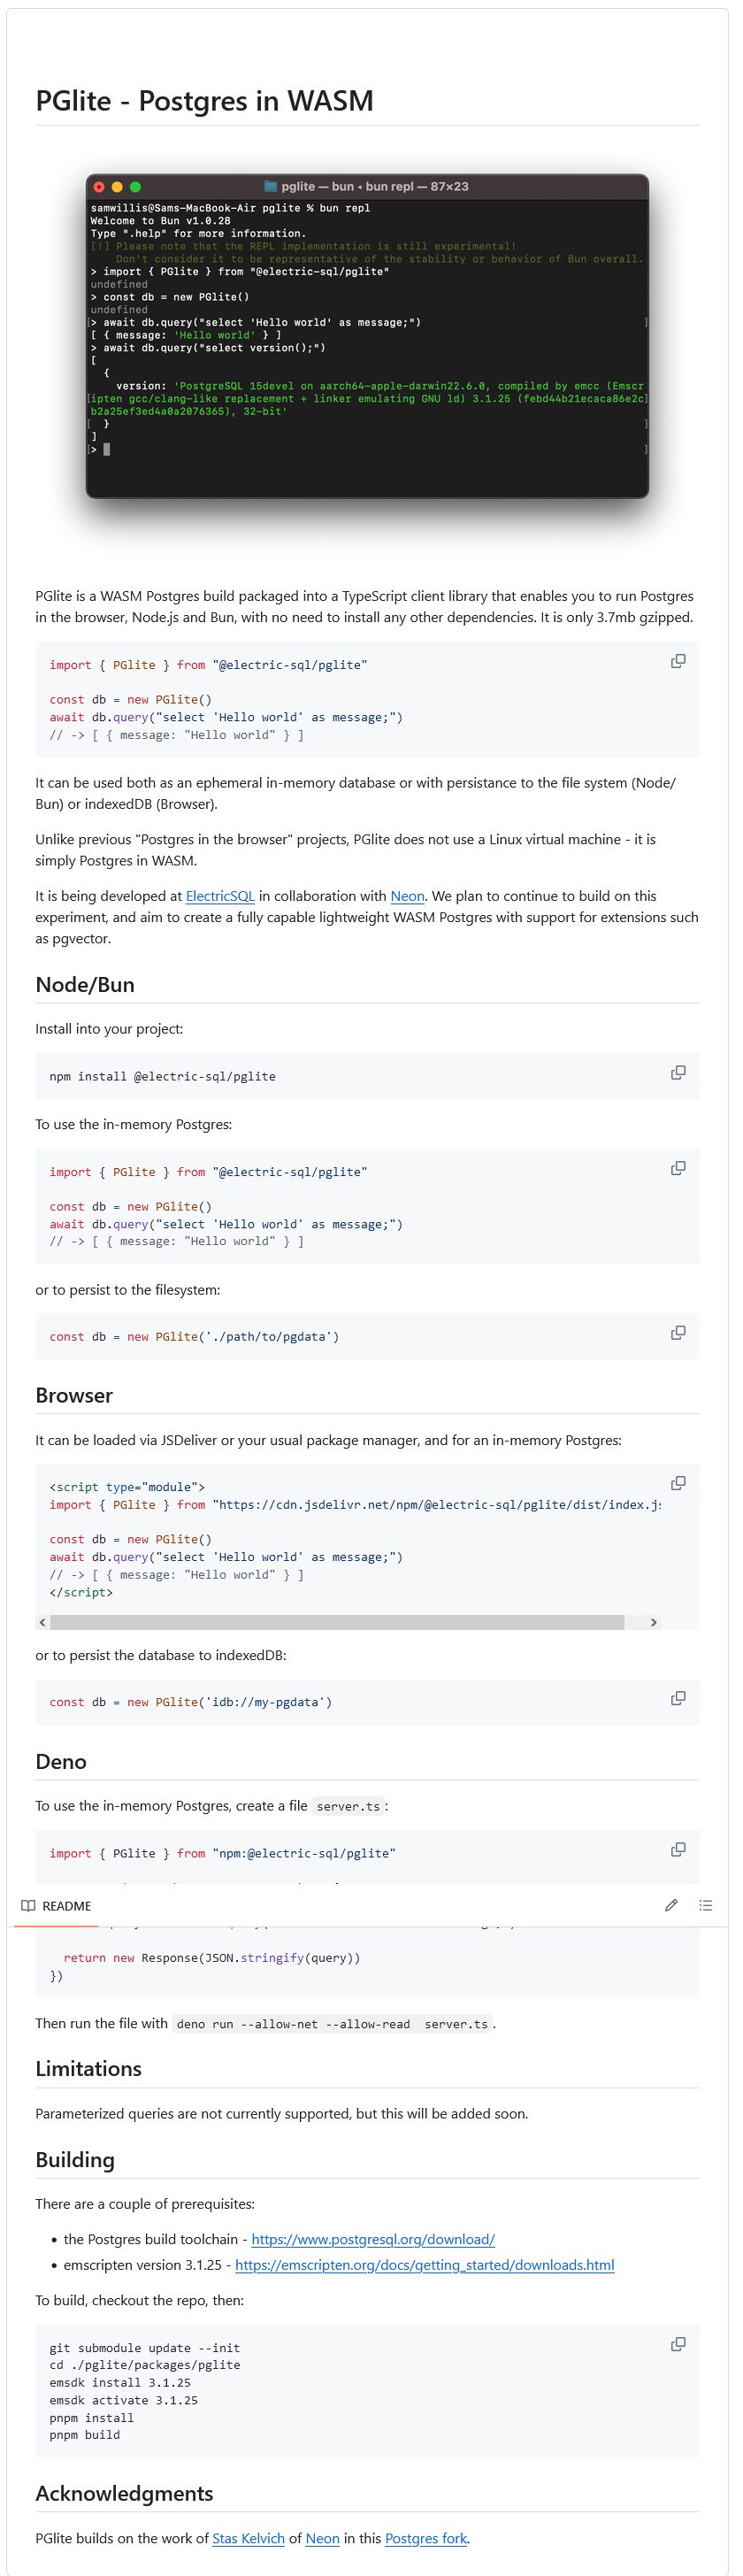 PGlite - Postgres in WASM
pglite — bun ◂ bun repl — 87×23
samwillis@Sams-MacBook-Air pglite % bun repl
Welcome to Bun v1.0.28
Type ".help" for more information.
[!] Please note that the REPL implementation is still experimental!
Don't consider it to be representative of the stability or behavior of Bun overall.
> import { PGlite } from "@electric-sql/pglite"
undefined
> const db = new PGlite()
undefined
[> await db.query("select 'Hello world' as message;") ]
[ { message: 'Hello world' } ]
> await db.query("select version();")
[
{
version: 'PostgreSQL 15devel on aarch64-apple-darwin22.6.0, compiled by emcc (Emscr
[ipten gcc/clang-like replacement + linker emulating GNU ld) 3.1.25 (febd44b21ecaca86e2c]
b2a25ef3ed4a0a2076365), 32-bit'
[ } ]
]
[> ]
PGlite is a WASM Postgres build packaged into a TypeScript client library that enables you to run Postgres
in the browser, Node.js and Bun, with no need to install any other dependencies. It is only 3.7mb gzipped.
import { PGlite } from "@electric-sql/pglite"
const db = new PGlite()
await db.query("select 'Hello world' as message;")
// -> [ { message: "Hello world" } ]
It can be used both as an ephemeral in-memory database or with persistance to the file system (Node/
Bun) or indexedDB (Browser).
Unlike previous "Postgres in the browser" projects, PGlite does not use a Linux virtual machine - it is
simply Postgres in WASM.
It is being developed at ElectricSQL in collaboration with Neon. We plan to continue to build on this
experiment, and aim to create a fully capable lightweight WASM Postgres with support for extensions such
as pgvector.
Node/Bun
Install into your project:
npm install @electric-sql/pglite
To use the in-memory Postgres:
import { PGlite } from "@electric-sql/pglite"
const db = new PGlite()
await db.query("select 'Hello world' as message;")
// -> [ { message: "Hello world" } ]
or to persist to the filesystem:
const db = new PGlite('./path/to/pgdata')
Browser
It can be loaded via JSDeliver or your usual package manager, and for an in-memory Postgres:
<script type="module">
import { PGlite } from "https://cdn.jsdelivr.net/npm/@electric-sql/pglite/dist/index.js
const db = new PGlite()
await db.query("select 'Hello world' as message;")
// -> [ { message: "Hello world" } ]
</script>
or to persist the database to indexedDB:
const db = new PGlite('idb://my-pgdata')
Deno
To use the in-memory Postgres, create a file server.ts:
import { PGlite } from "npm:@electric-sql/pglite"
README
return new Response(JSON.stringify(query))
})
Then run the file with deno run --allow-net --allow-read  server.ts.
Limitations
Parameterized queries are not currently supported, but this will be added soon.
Building
There are a couple of prerequisites:
• the Postgres build toolchain - https://www.postgresql.org/download/
• emscripten version 3.1.25 - https://emscripten.org/docs/getting_started/downloads.html
To build, checkout the repo, then:
git submodule update --init
cd ./pglite/packages/pglite
emsdk install 3.1.25
emsdk activate 3.1.25
pnpm install
pnpm build
Acknowledgments
PGlite builds on the work of Stas Kelvich of Neon in this Postgres fork.